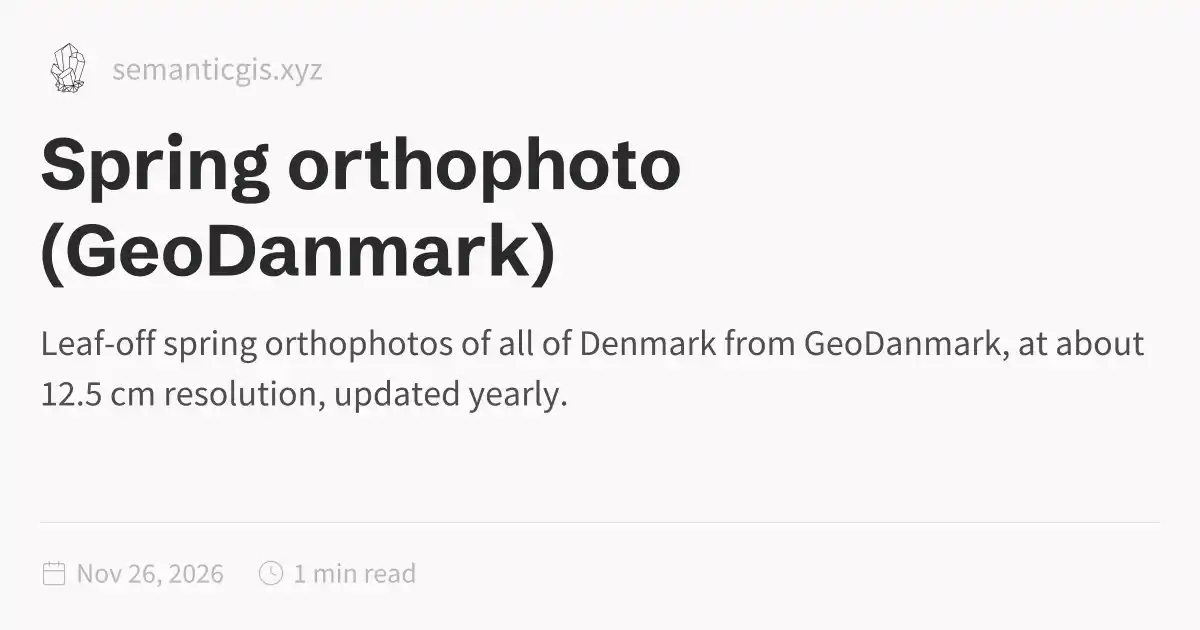 semanticgis.xyz
Spring orthophoto
(GeoDanmark)
Leaf-off spring orthophotos of all of Denmark from GeoDanmark, at about
12.5 cm resolution, updated yearly.
Nov 26, 2026 1 min read